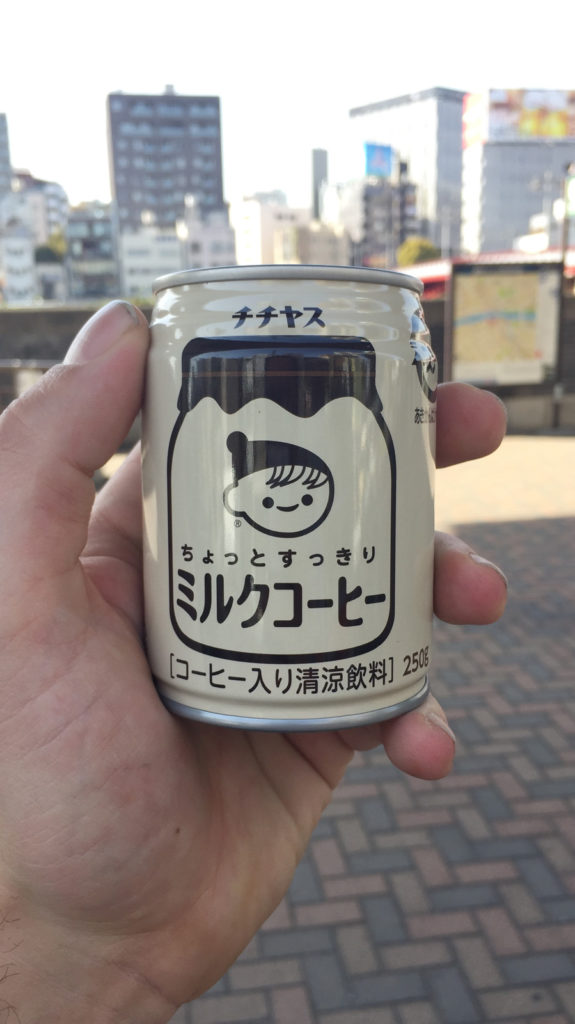 チチヤス
®
ちょっとすっきり
ミルクコーヒー
[コーヒー入り清涼飲料] 250g